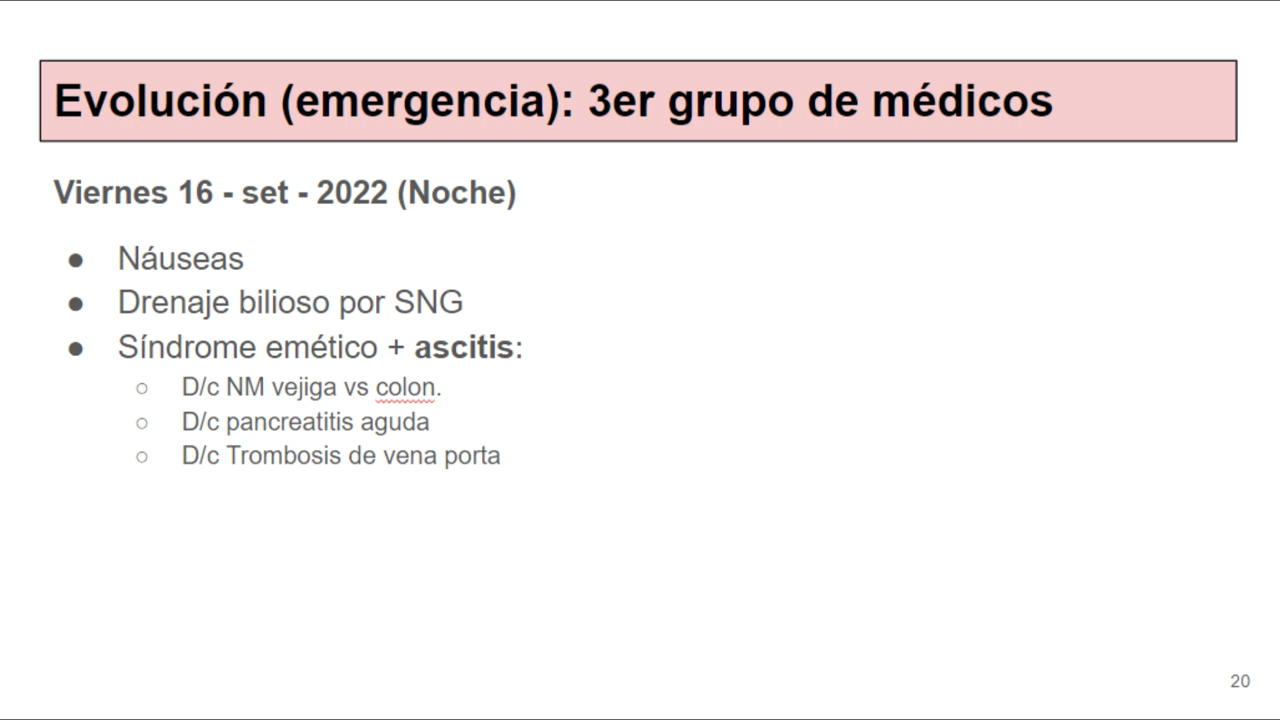 Evolución (emergencia): 3er grupo de médicos
Viernes 16 - set - 2022 (Noche)
● Náuseas
● Drenaje bilioso por SNG
● Síndrome emético + ascitis:
○ D/c NM vejiga vs colon.
○ D/c pancreatitis aguda
○ D/c Trombosis de vena porta
20